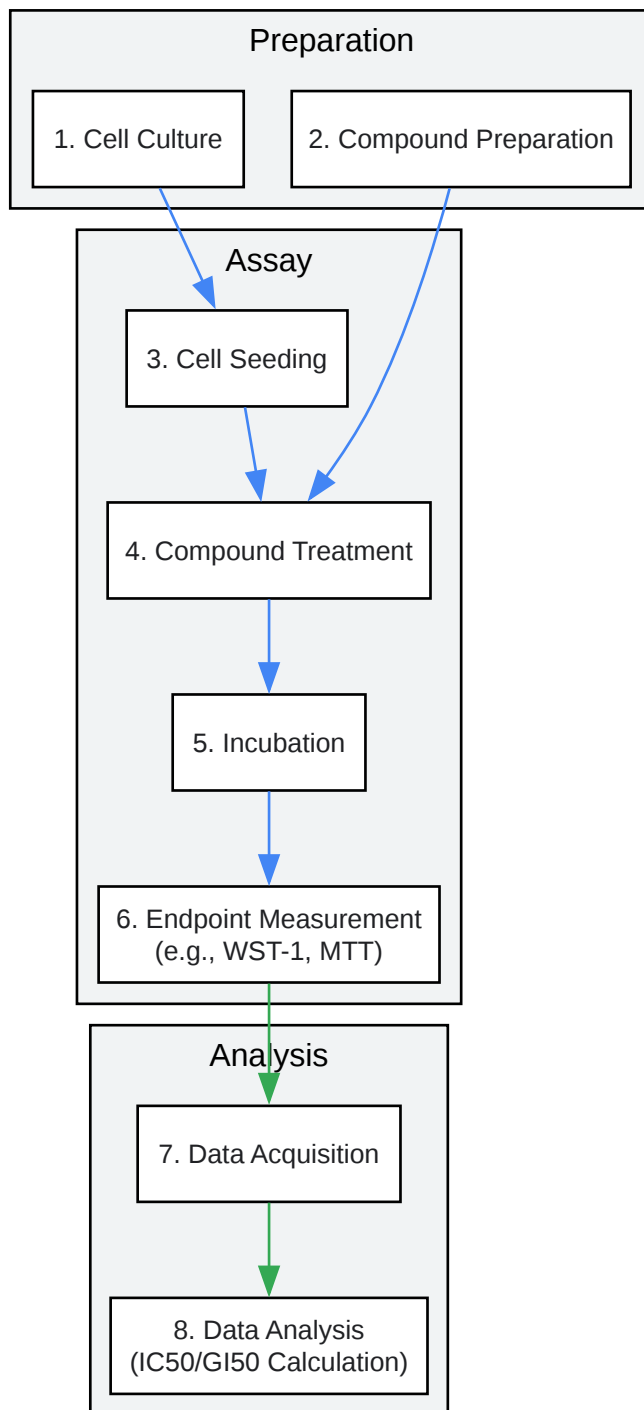 Preparation
1. Cell Culture
2. Compound Preparation
Assay
3. Cell Seeding
4. Compound Treatment
5. Incubation
6. Endpoint Measurement
(e.g., WST-1, MTT)
Analysis
7. Data Acquisition
8. Data Analysis
(IC50/GI50 Calculation)